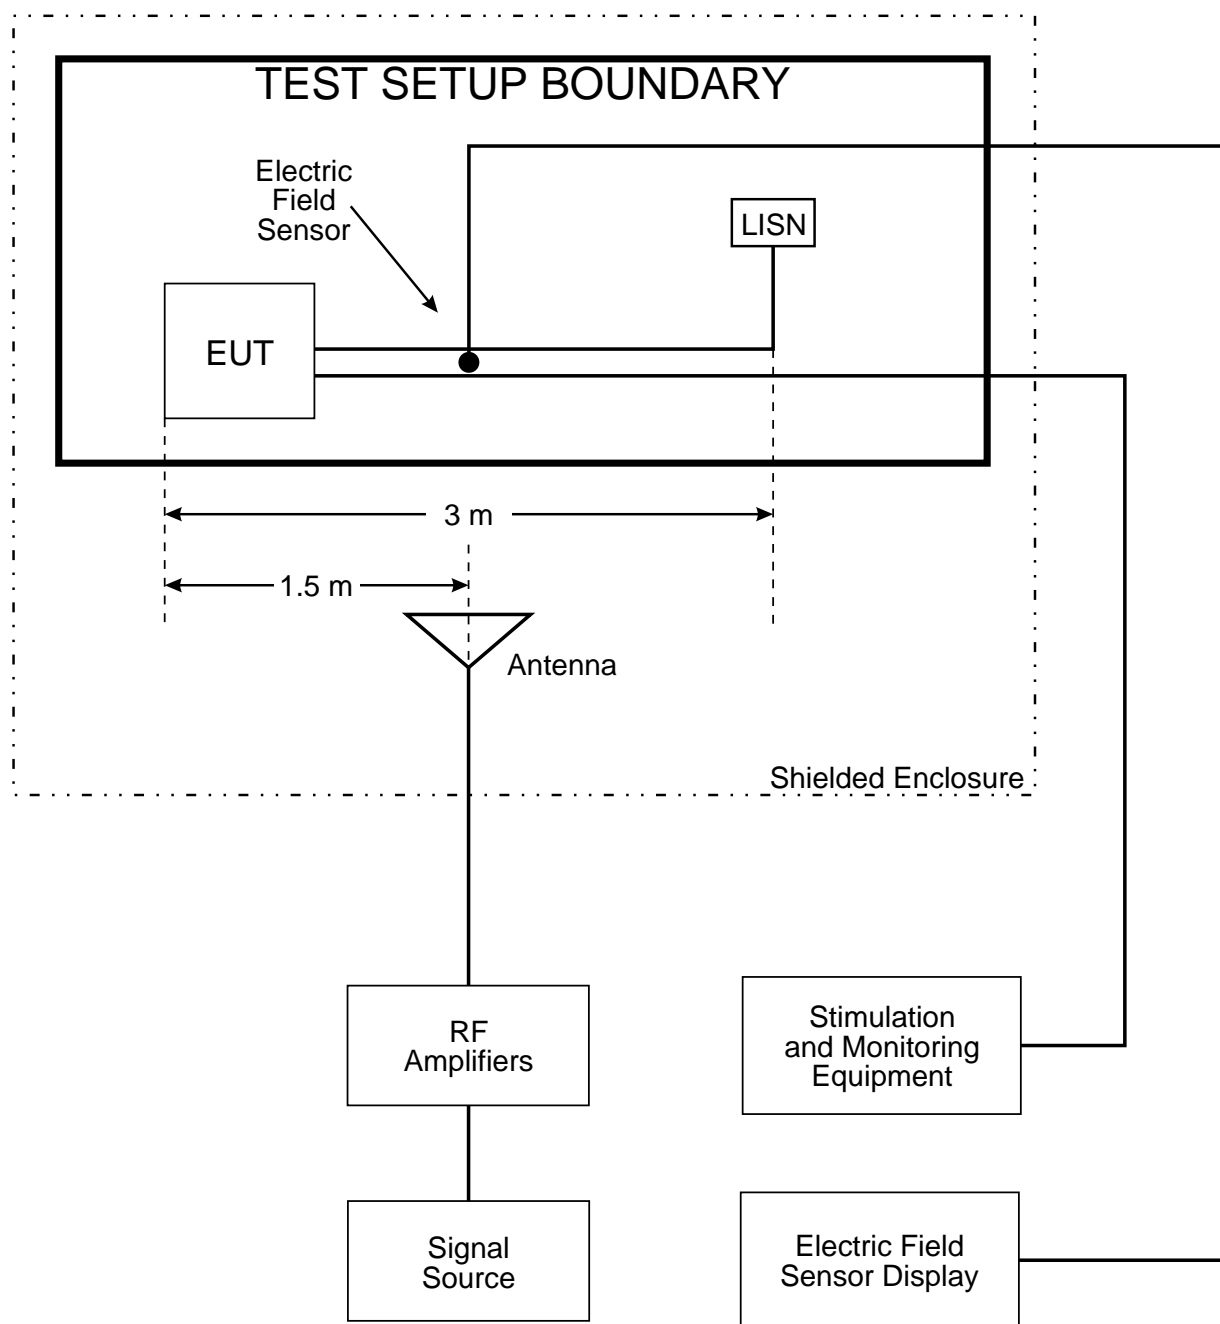 TEST SETUP BOUNDARY
Electric
Field
Sensor
LISN
EUT
3 m
1.5 m
Antenna
Shielded Enclosure
RF
Amplifiers
Stimulation
and Monitoring
Equipment
Signal
Source
Electric Field
Sensor Display